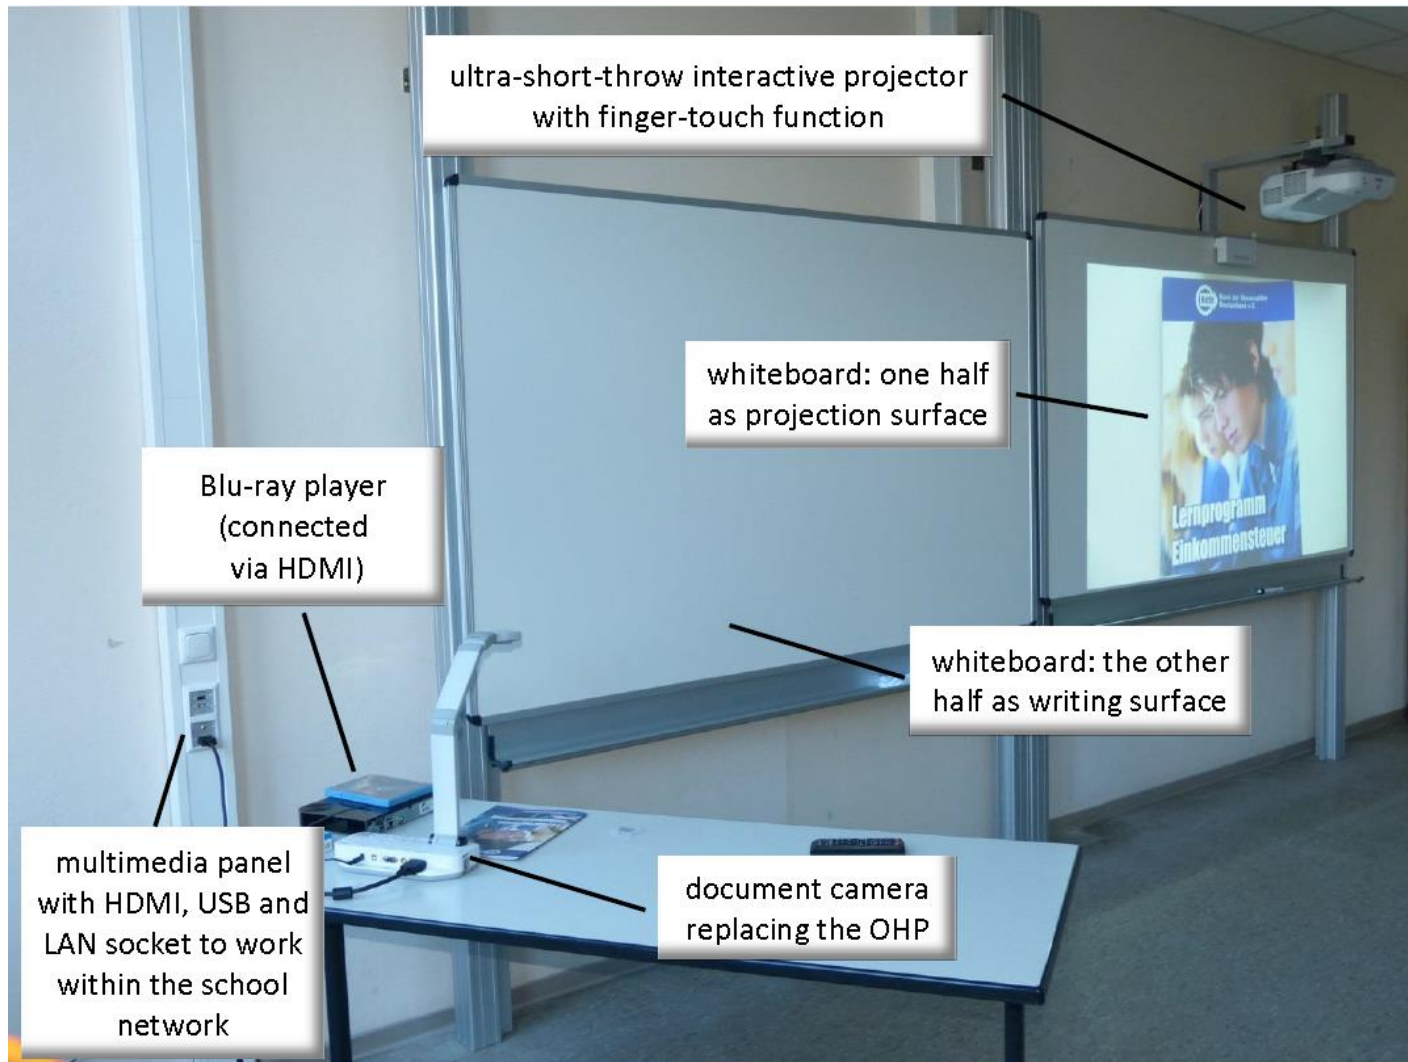 ultra-short-throw interactive projector
with finger-touch function
whiteboard: one half
as projection surface
Lernprogramm
Einkommensteuer
Blu-ray player
(connected
via HDMI)
whiteboard: the other
half as writing surface
multimedia panel
with HDMI, USB and
LAN socket to work
within the school
network
document camera
replacing the OHP